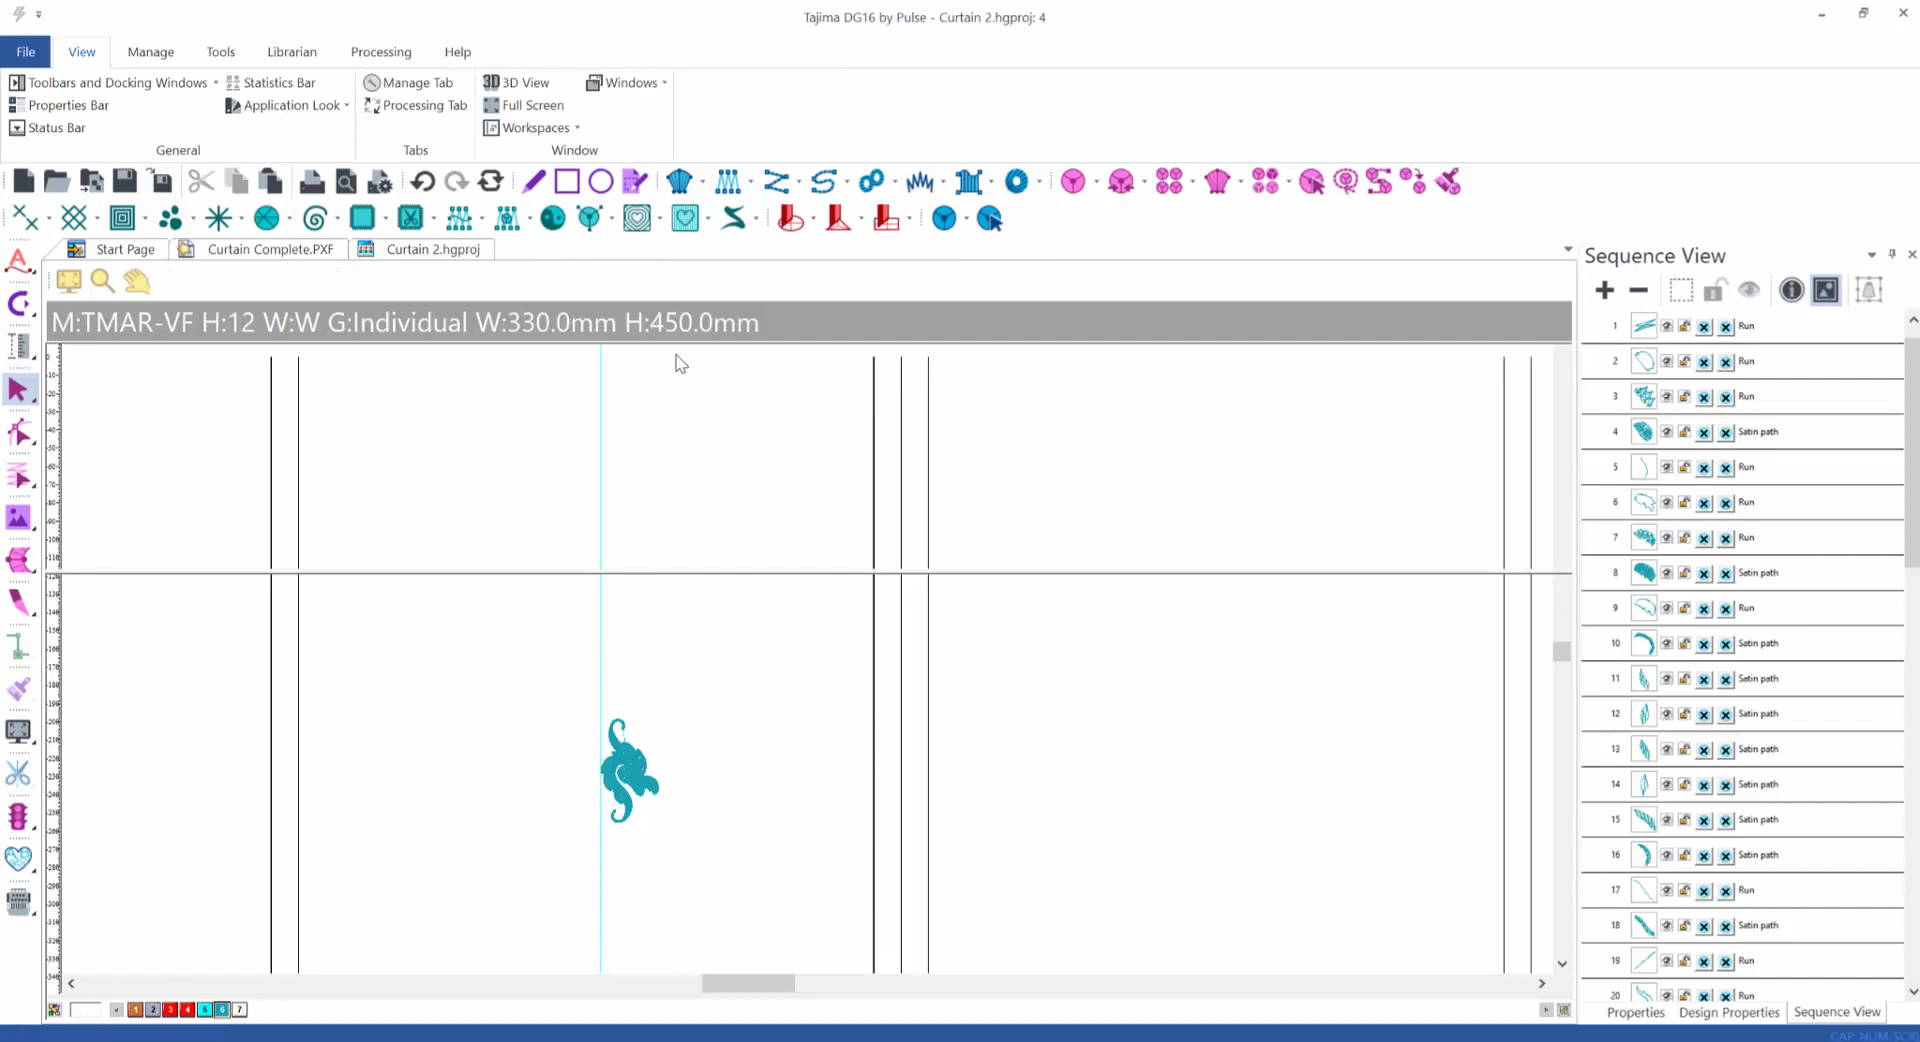 Tajima DG16 by Pulse - Curtain 2.hgproj: 4
File View Manage Tools Librarian Processing Help
Toolbars and Docking Windows Statistics Bar Manage Tab 3D 3D View Windows
Properties Bar Application Look Processing Tab Full Screen
Status Bar Workspaces
General Tabs Window
Start Page Curtain Complete.PXF Curtain 2.hgproj
Sequence View
M:TMAR-VF H:12 W:W G:Individual W:330.0mm H:450.0mm
1 Run
2 Run
3 Run
4 Satin path
5 Run
6 Run
7 Run
8 Satin path
9 Run
10 Satin path
11 Satin path
12 Satin path
13 Satin path
14 Satin path
15 Satin path
16 Satin path
17 Run
18 Satin path
19 Run
20 Run
1 2 3 4 5 6 7
Properties Design Properties Sequence View
CAP NUM SCR